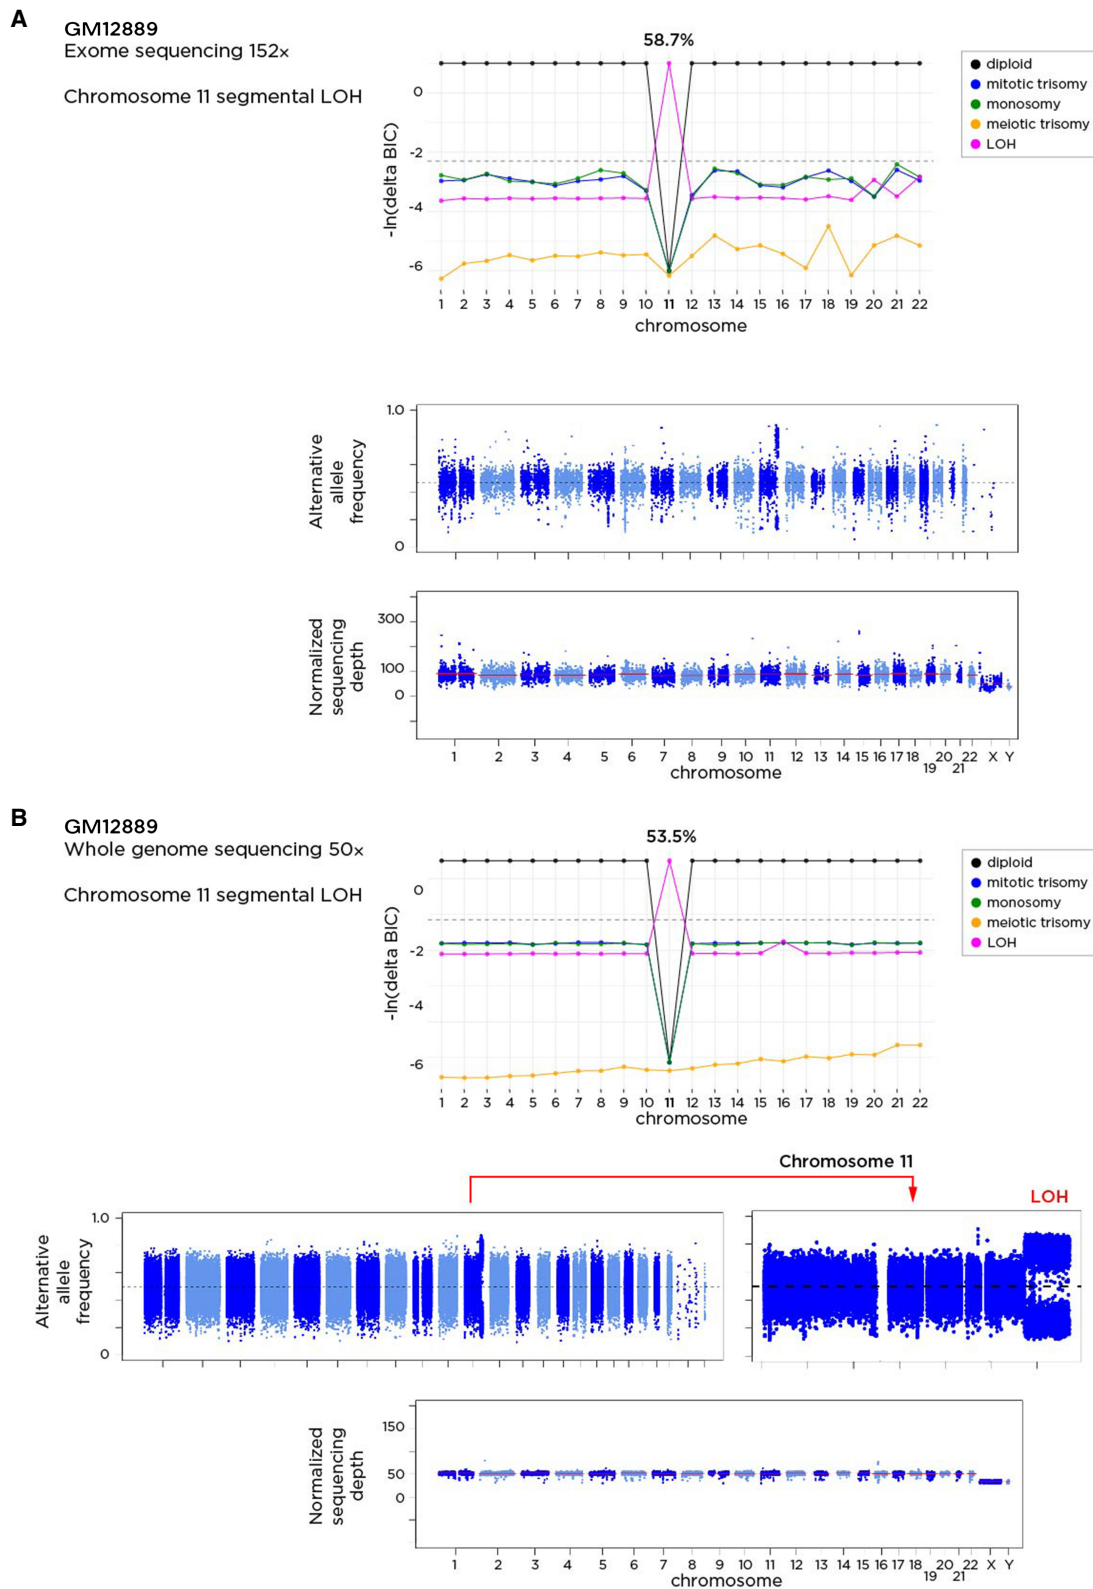 A
GM12889
Exome sequencing 152×
Chromosome 11 segmental LOH
58.7%
diploid
mitotic trisomy
monosomy
meiotic trisomy
LOH
-ln(delta BIC)
0
-2
-4
-6
1 2 3 4 5 6 7 8 9 10 11 12 13 14 15 16 17 18 19 20 21 22
chromosome
Alternative
allele
frequency
1.0
0
Normalized
sequencing
depth
300
100
0
1 2 3 4 5 6 7 8 9 10 11 12 13 14 15 16 17 18 19 20 21 22 X Y
chromosome
B
GM12889
Whole genome sequencing 50×
Chromosome 11 segmental LOH
53.5%
diploid
mitotic trisomy
monosomy
meiotic trisomy
LOH
-ln(delta BIC)
0
-2
-4
-6
1 2 3 4 5 6 7 8 9 10 11 12 13 14 15 16 17 18 19 20 21 22
chromosome
Chromosome 11
LOH
Alternative
allele
frequency
1.0
0
Normalized
sequencing
depth
150
50
0
1 2 3 4 5 6 7 8 9 10 11 12 13 14 15 16 17 18 19 20 21 22 X Y
chromosome